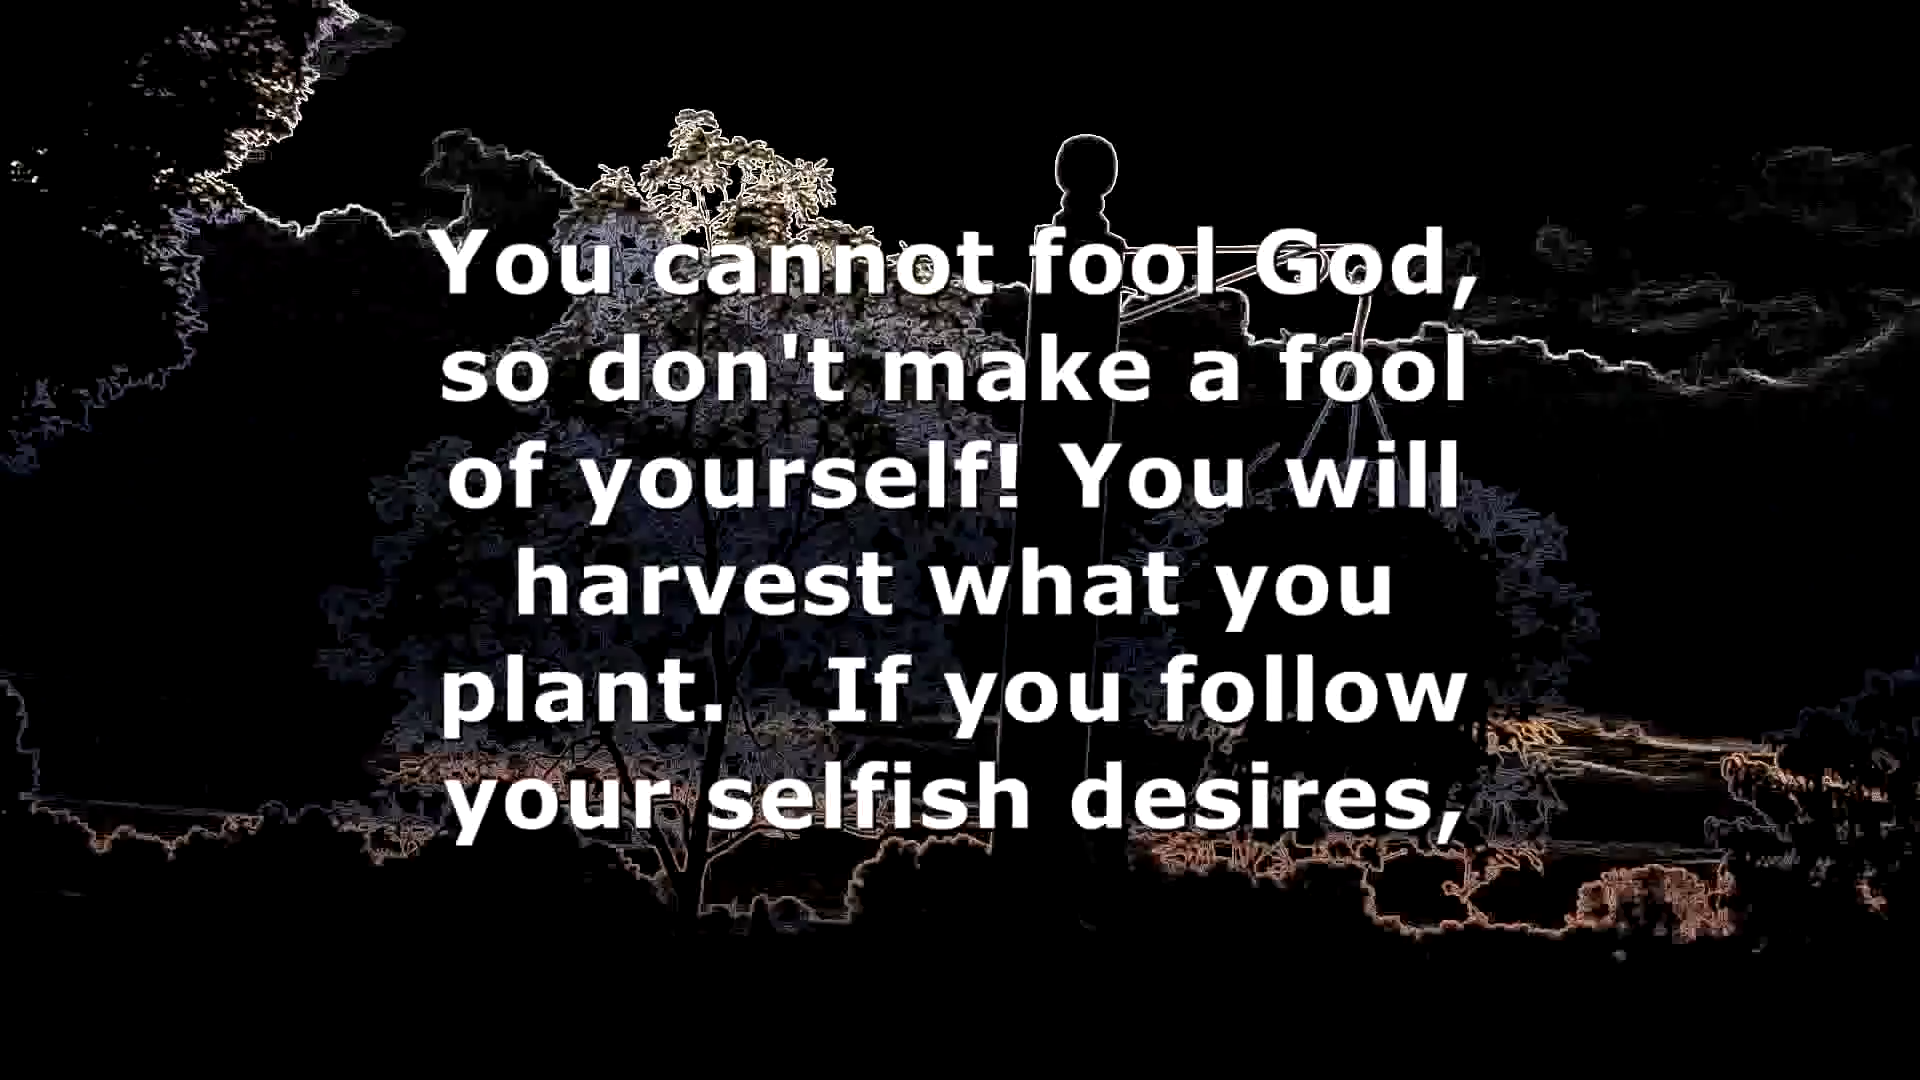 You cannot fool God,
so don't make a fool
of yourself! You will
harvest what you
plant.   If you follow
your selfish desires,